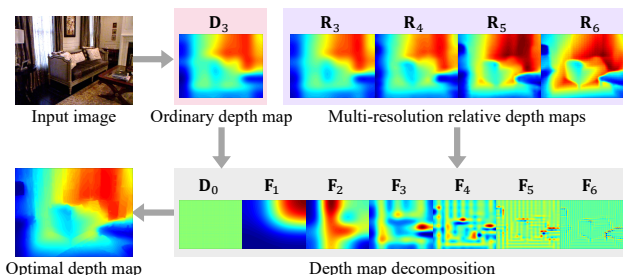 D₃ R₃ R₄ R₅ R₆
Input image Ordinary depth map Multi-resolution relative depth maps
D₀ F₁ F₂ F₃ F₄ F₅ F₆
Optimal depth map Depth map decomposition